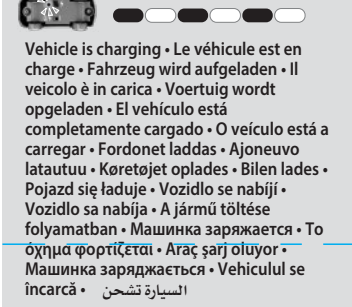 Vehicle is charging • Le véhicule est en
charge • Fahrzeug wird aufgeladen • Il
veicolo è in carica • Voertuig wordt
opgeladen • El vehículo está
completamente cargado • O veículo está a
carregar • Fordonet laddas • Ajoneuvo
latautuu • Køretøjet oplades • Bilen lades •
Pojazd się ładuje • Vozidlo se nabíjí •
Vozidlo sa nabíja • A jármű töltése
folyamatban • Машинка заряжается • Το
όχημα φορτίζεται • Araç şarj oluyor •
Машинка заряджається • Vehiculul se
încarcă • السيارة تشحن